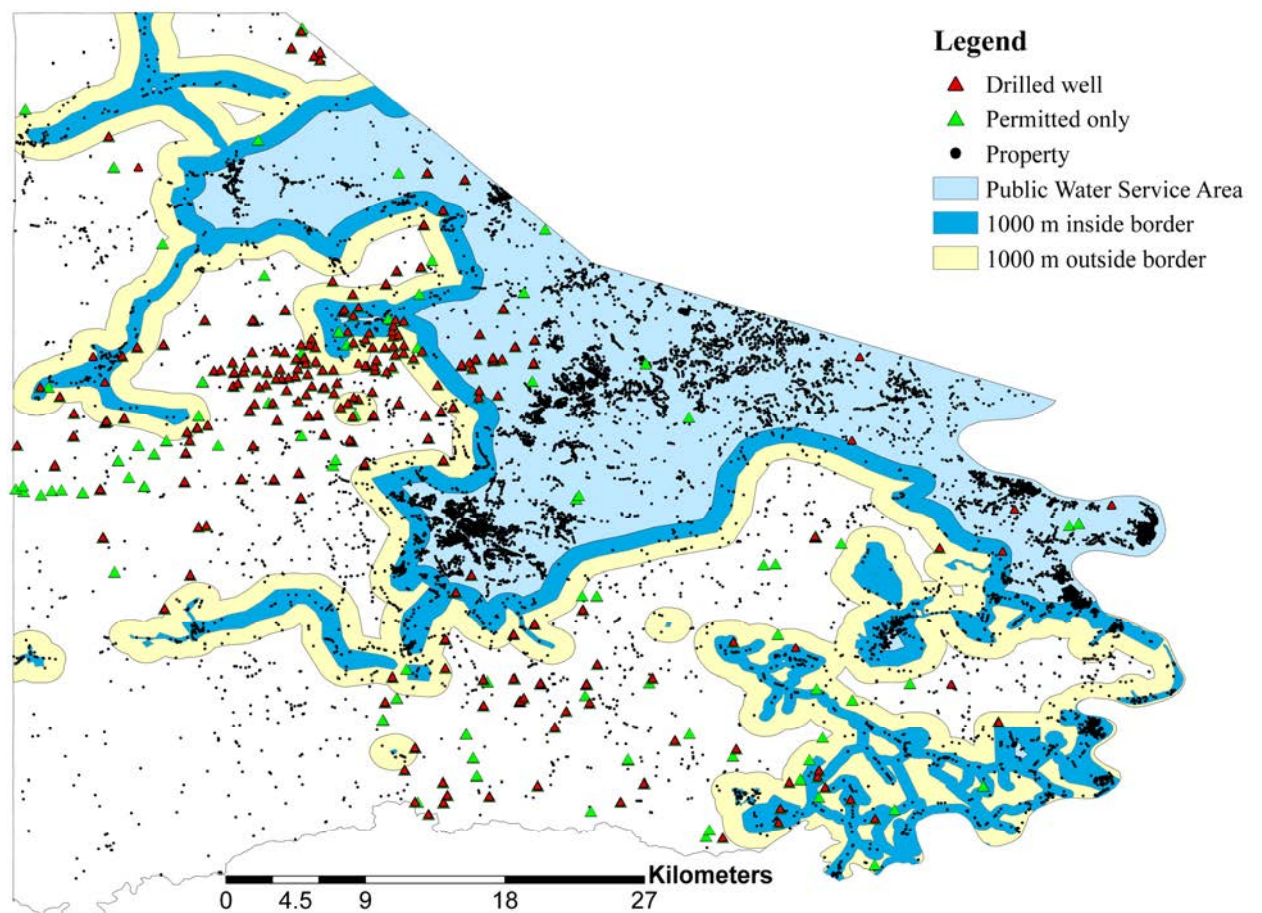 Legend
Drilled well
Permitted only
Property
Public Water Service Area
1000 m inside border
1000 m outside border
Kilometers
0 4.5 9 18 27